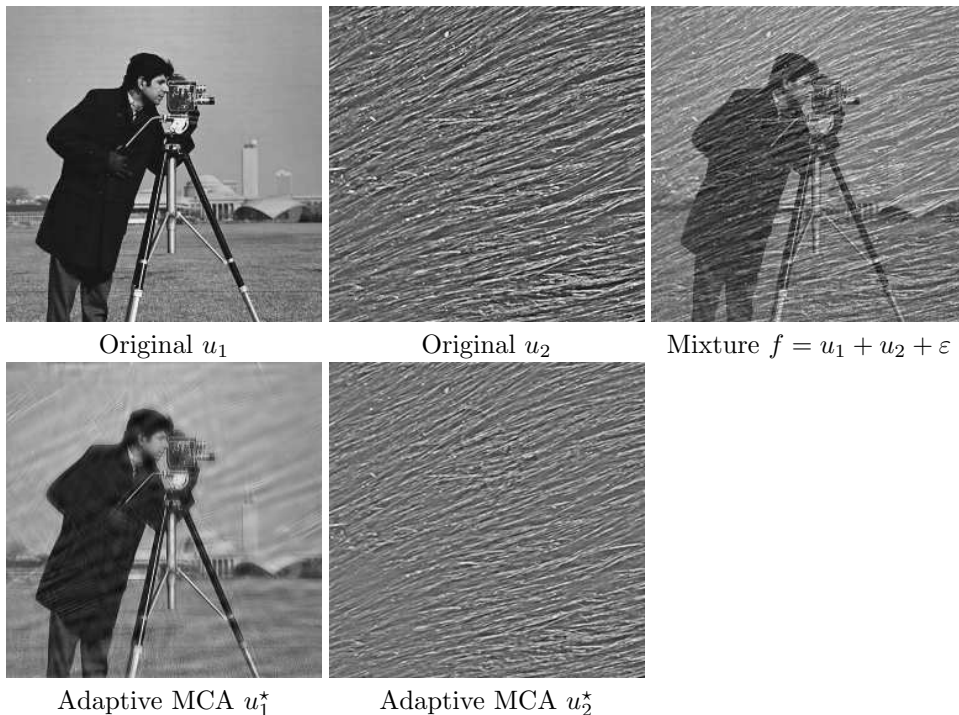 Original u₁
Original u₂
Mixture f = u₁ + u₂ + ε
Adaptive MCA u₁⋆
Adaptive MCA u₂⋆